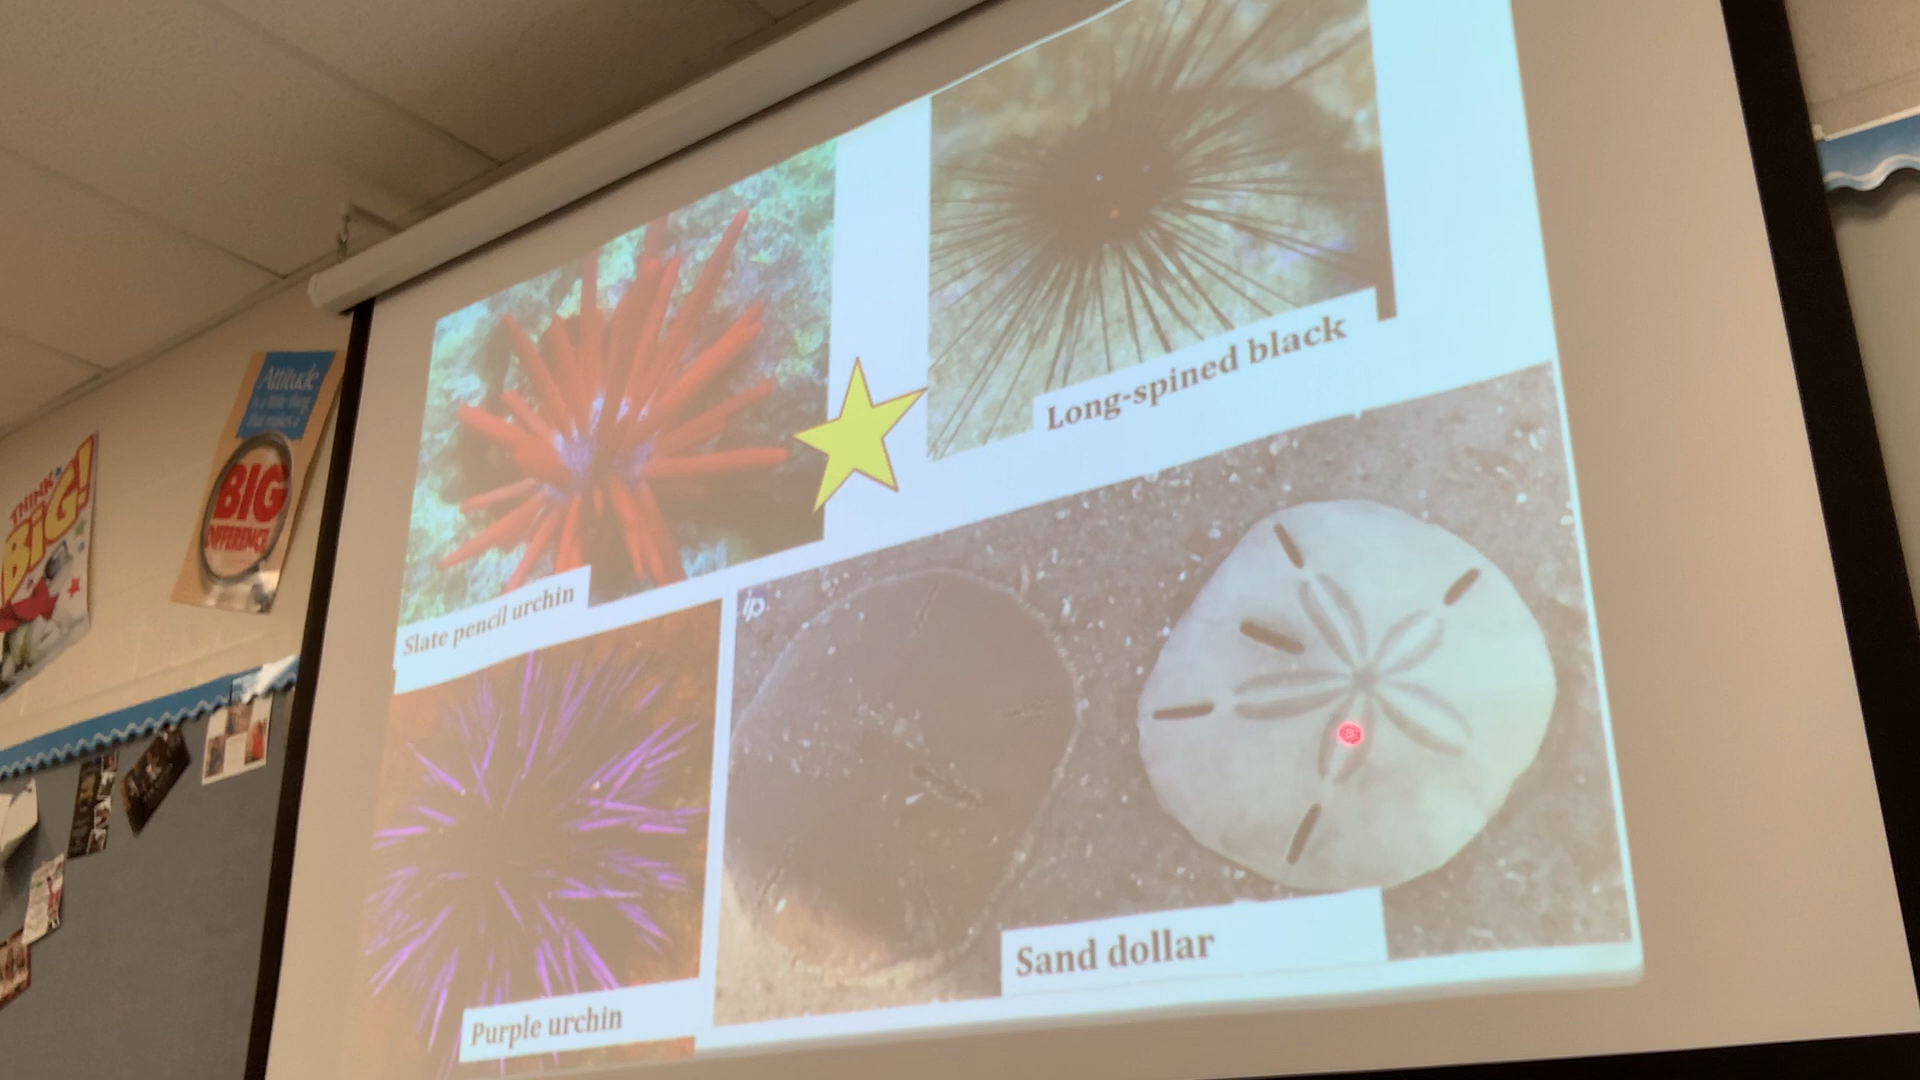 Long-spined black
Slate pencil urchin
ip
Sand dollar
Purple urchin
Attitude
is a little thing
that makes a
BIG
DIFFERENCE
THINK
BiG!